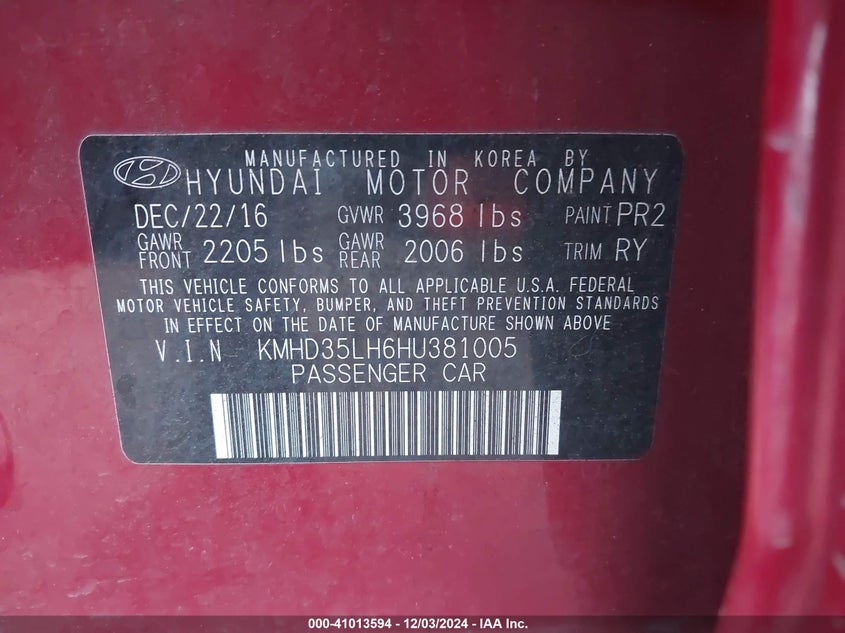 MANUFACTURED IN KOREA BY
HYUNDAI MOTOR COMPANY
DEC/22/16 GVWR 3968 lbs PAINT PR2
GAWR FRONT 2205 lbs GAWR REAR 2006 lbs TRIM RY
THIS VEHICLE CONFORMS TO ALL APPLICABLE U.S.A. FEDERAL
MOTOR VEHICLE SAFETY, BUMPER, AND THEFT PREVENTION STANDARDS
IN EFFECT ON THE DATE OF MANUFACTURE SHOWN ABOVE
V.I.N KMHD35LH6HU381005
PASSENGER CAR
000-41013594 - 12/03/2024 - IAA Inc.